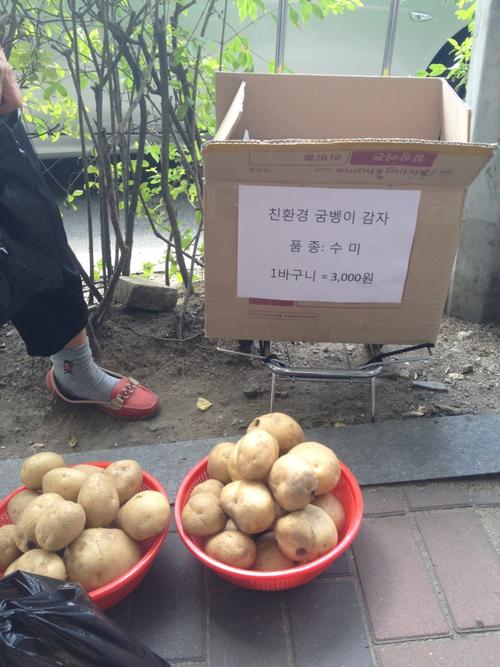 친환경 굼벵이 감자
품 종: 수 미
1바구니 = 3,000원